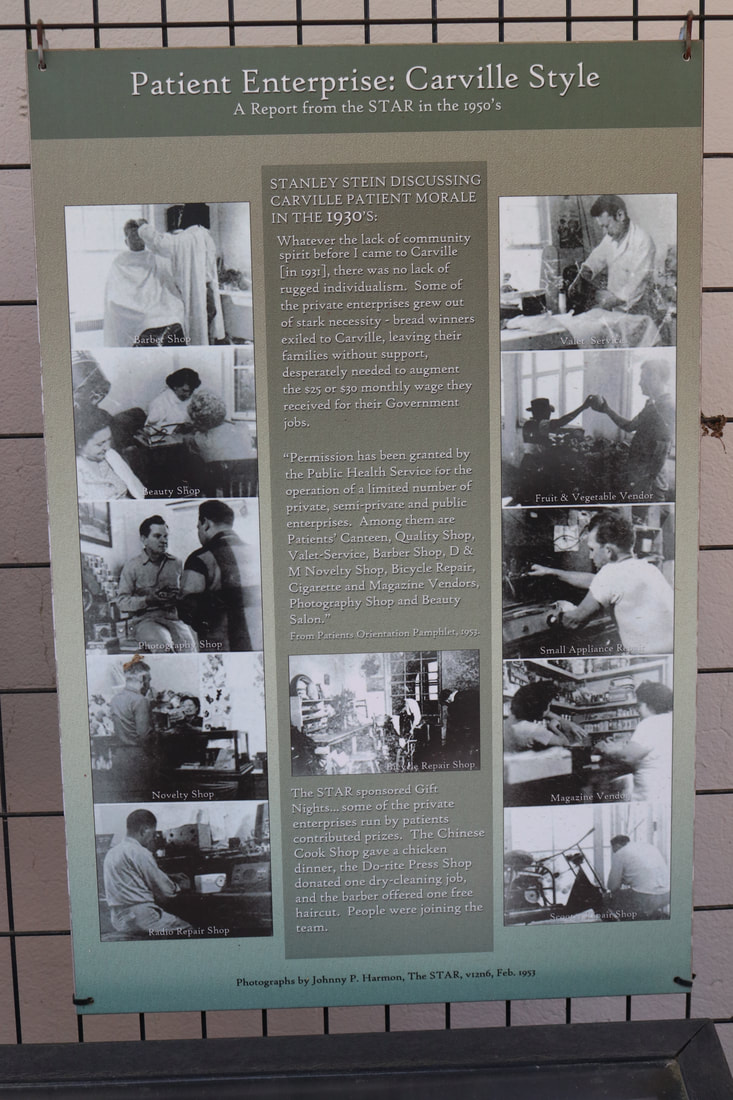 Patient Enterprise: Carville Style
A Report from the STAR in the 1950's
STANLEY STEIN DISCUSSING
CARVILLE PATIENT MORALE
IN THE 1930'S:
Whatever the lack of community
spirit before I came to Carville
[in 1931], there was no lack of
rugged individualism. Some of
the private enterprises grew out
of stark necessity - bread winners
exiled to Carville, leaving their
families without support,
desperately needed to augment
the $25 or $30 monthly wage they
received for their Government
jobs.
"Permission has been granted by
the Public Health Service for the
operation of a limited number of
private, semi-private and public
enterprises. Among them are
Patients' Canteen, Quality Shop,
Valet-Service, Barber Shop, D &
M Novelty Shop, Bicycle Repair,
Cigarette and Magazine Vendors,
Photography Shop and Beauty
Salon."
From Patients Orientation Pamphlet, 1953.
Bicycle Repair Shop
The STAR sponsored Gift
Nights... some of the private
enterprises run by patients
contributed prizes. The Chinese
Cook Shop gave a chicken
dinner, the Do-rite Press Shop
donated one dry-cleaning job,
and the barber offered one free
haircut. People were joining the
team.
Barber Shop
Beauty Shop
Photography Shop
Novelty Shop
Radio Repair Shop
Valet Service
Fruit & Vegetable Vendor
Small Appliance Repair
Magazine Vendor
Scooter Repair Shop
Photographs by Johnny P. Harmon, The STAR, v12n6, Feb. 1953